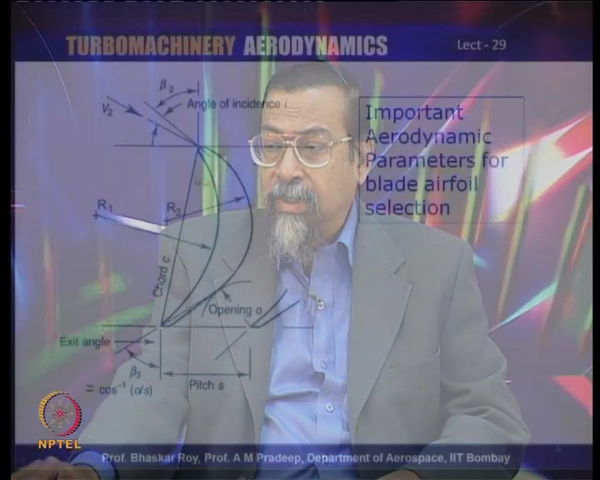 TURBOMACHINERY AERODYNAMICS
Lect - 29
β2
V2
Angle of incidence i
Important
Aerodynamic
Parameters for
blade airfoil
selection
R1
R2
Chord c
Opening o
Exit angle
β3
= cos⁻¹ (o/s)
Pitch s
NPTEL
Prof. Bhaskar Roy, Prof. A M Pradeep, Department of Aerospace, IIT Bombay